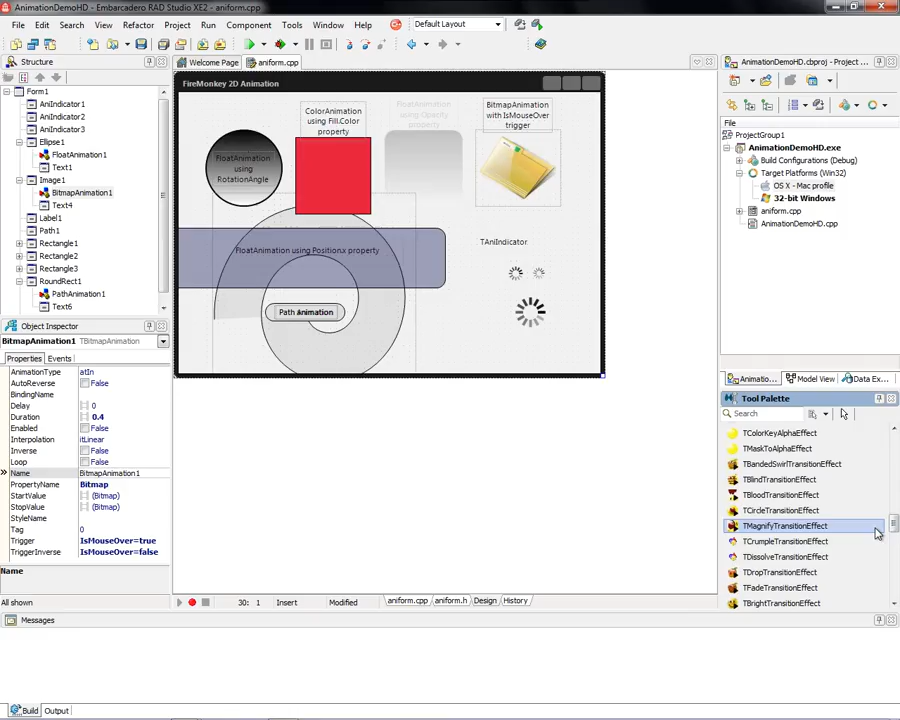 AnimationDemoHD - Embarcadero RAD Studio XE2 - aniform.cpp
File Edit Search View Refactor Project Run Component Tools Window Help Default Layout
Structure
Form1
AniIndicator1
AniIndicator2
AniIndicator3
Ellipse1
FloatAnimation1
Text1
Image1
BitmapAnimation1
Text4
Label1
Path1
Rectangle1
Rectangle2
Rectangle3
RoundRect1
PathAnimation1
Text6
Object Inspector
BitmapAnimation1 TBitmapAnimation
Properties Events
AnimationType atIn
AutoReverse False
BindingName
Delay 0
Duration 0.4
Enabled False
Interpolation itLinear
Inverse False
Loop False
Name BitmapAnimation1
PropertyName Bitmap
StartValue (Bitmap)
StopValue (Bitmap)
StyleName
Tag 0
Trigger IsMouseOver=true
TriggerInverse IsMouseOver=false
Name
All shown
Welcome Page aniform.cpp
FireMonkey 2D Animation
FloatAnimation
using
RotationAngle
ColorAnimation
using Fill.Color
property
FloatAnimation
using Opacity
property
BitmapAnimation
with IsMouseOver
trigger
FloatAnimation using Position.x property
TAniIndicator
Path Animation
30: 1 Insert Modified aniform.cpp aniform.h Design History
AnimationDemoHD.cbproj - Project ...
File
ProjectGroup1
AnimationDemoHD.exe
Build Configurations (Debug)
Target Platforms (Win32)
OS X - Mac profile
32-bit Windows
aniform.cpp
AnimationDemoHD.cpp
Animatio... Model View Data Ex...
Tool Palette
Search
TColorKeyAlphaEffect
TMaskToAlphaEffect
TBandedSwirlTransitionEffect
TBlindTransitionEffect
TBloodTransitionEffect
TCircleTransitionEffect
TMagnifyTransitionEffect
TCrumpleTransitionEffect
TDissolveTransitionEffect
TDropTransitionEffect
TFadeTransitionEffect
TBrightTransitionEffect
Messages
Build Output